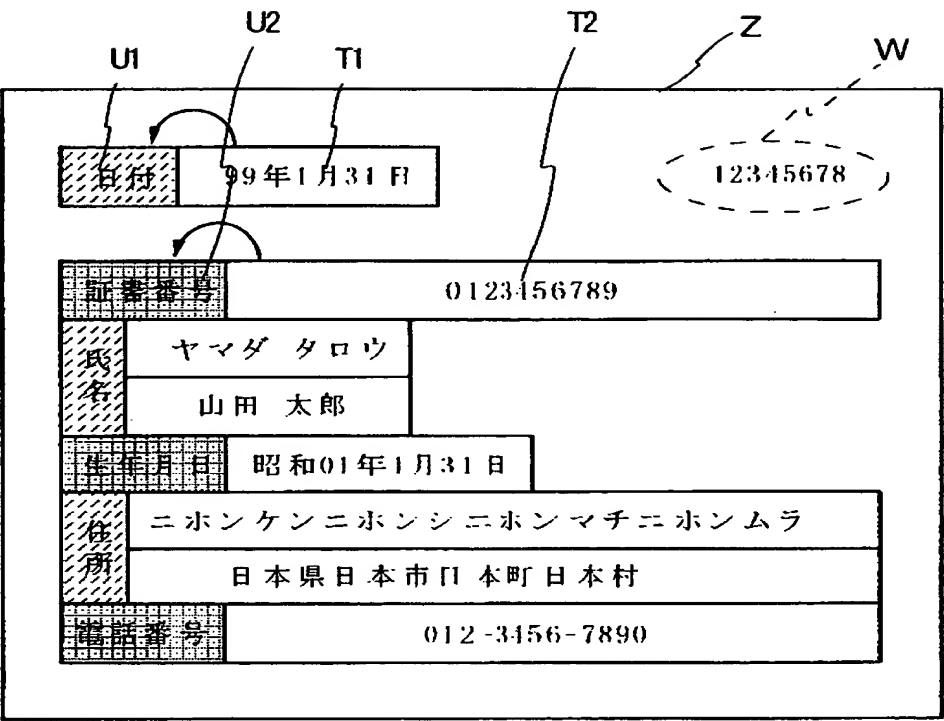 U1 U2 T1 T2 Z W
日付 99年1月31日 12345678
証書番号 0123456789
氏名 ヤマダ タロウ
山田 太郎
生年月日 昭和01年1月31日
住所 ニホンケンニホンシニホンマチニホンムラ
日本県日本市日本町日本村
電話番号 012-3456-7890